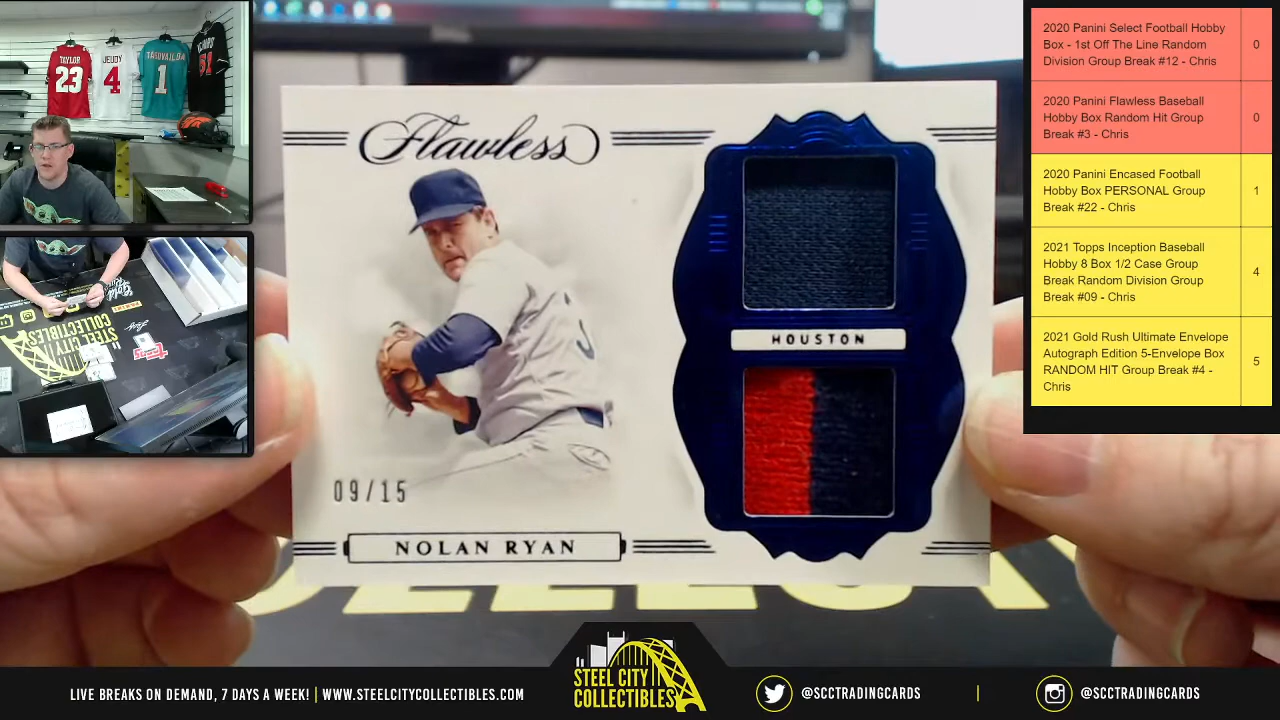 TAYLOR
23
JEUDY
4
TAGOVAILOA
1
51
STEEL CITY
COLLECTIBLES
Flawless
HOUSTON
09/15
NOLAN RYAN
2020 Panini Select Football Hobby
Box - 1st Off The Line Random
Division Group Break #12 - Chris
0
2020 Panini Flawless Baseball
Hobby Box Random Hit Group
Break #3 - Chris
0
2020 Panini Encased Football
Hobby Box PERSONAL Group
Break #22 - Chris
1
2021 Topps Inception Baseball
Hobby 8 Box 1/2 Case Group
Break Random Division Group
Break #09 - Chris
4
2021 Gold Rush Ultimate Envelope
Autograph Edition 5-Envelope Box
RANDOM HIT Group Break #4 -
Chris
5
LIVE BREAKS ON DEMAND, 7 DAYS A WEEK! | WWW.STEELCITYCOLLECTIBLES.COM
STEEL CITY
COLLECTIBLES
@SCCTRADINGCARDS
@SCCTRADINGCARDS